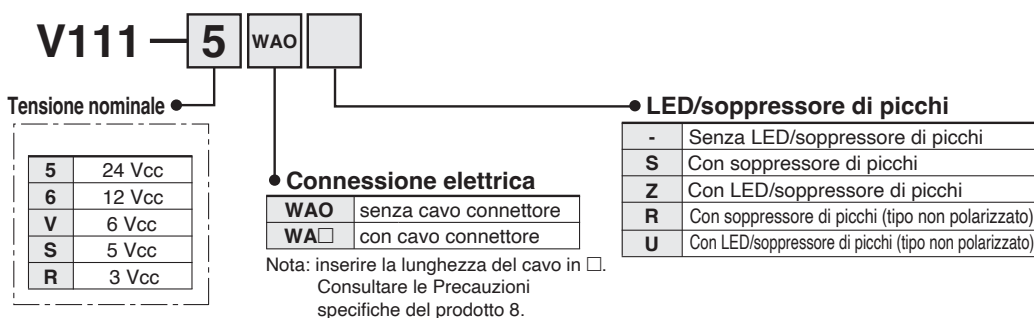 V111 — 5 WAO
Tensione nominale
5 24 Vcc
6 12 Vcc
V 6 Vcc
S 5 Vcc
R 3 Vcc
Connessione elettrica
WAO senza cavo connettore
WA□ con cavo connettore
Nota: inserire la lunghezza del cavo in □.
Consultare le Precauzioni
specifiche del prodotto 8.
LED/soppressore di picchi
- Senza LED/soppressore di picchi
S Con soppressore di picchi
Z Con LED/soppressore di picchi
R Con soppressore di picchi (tipo non polarizzato)
U Con LED/soppressore di picchi (tipo non polarizzato)